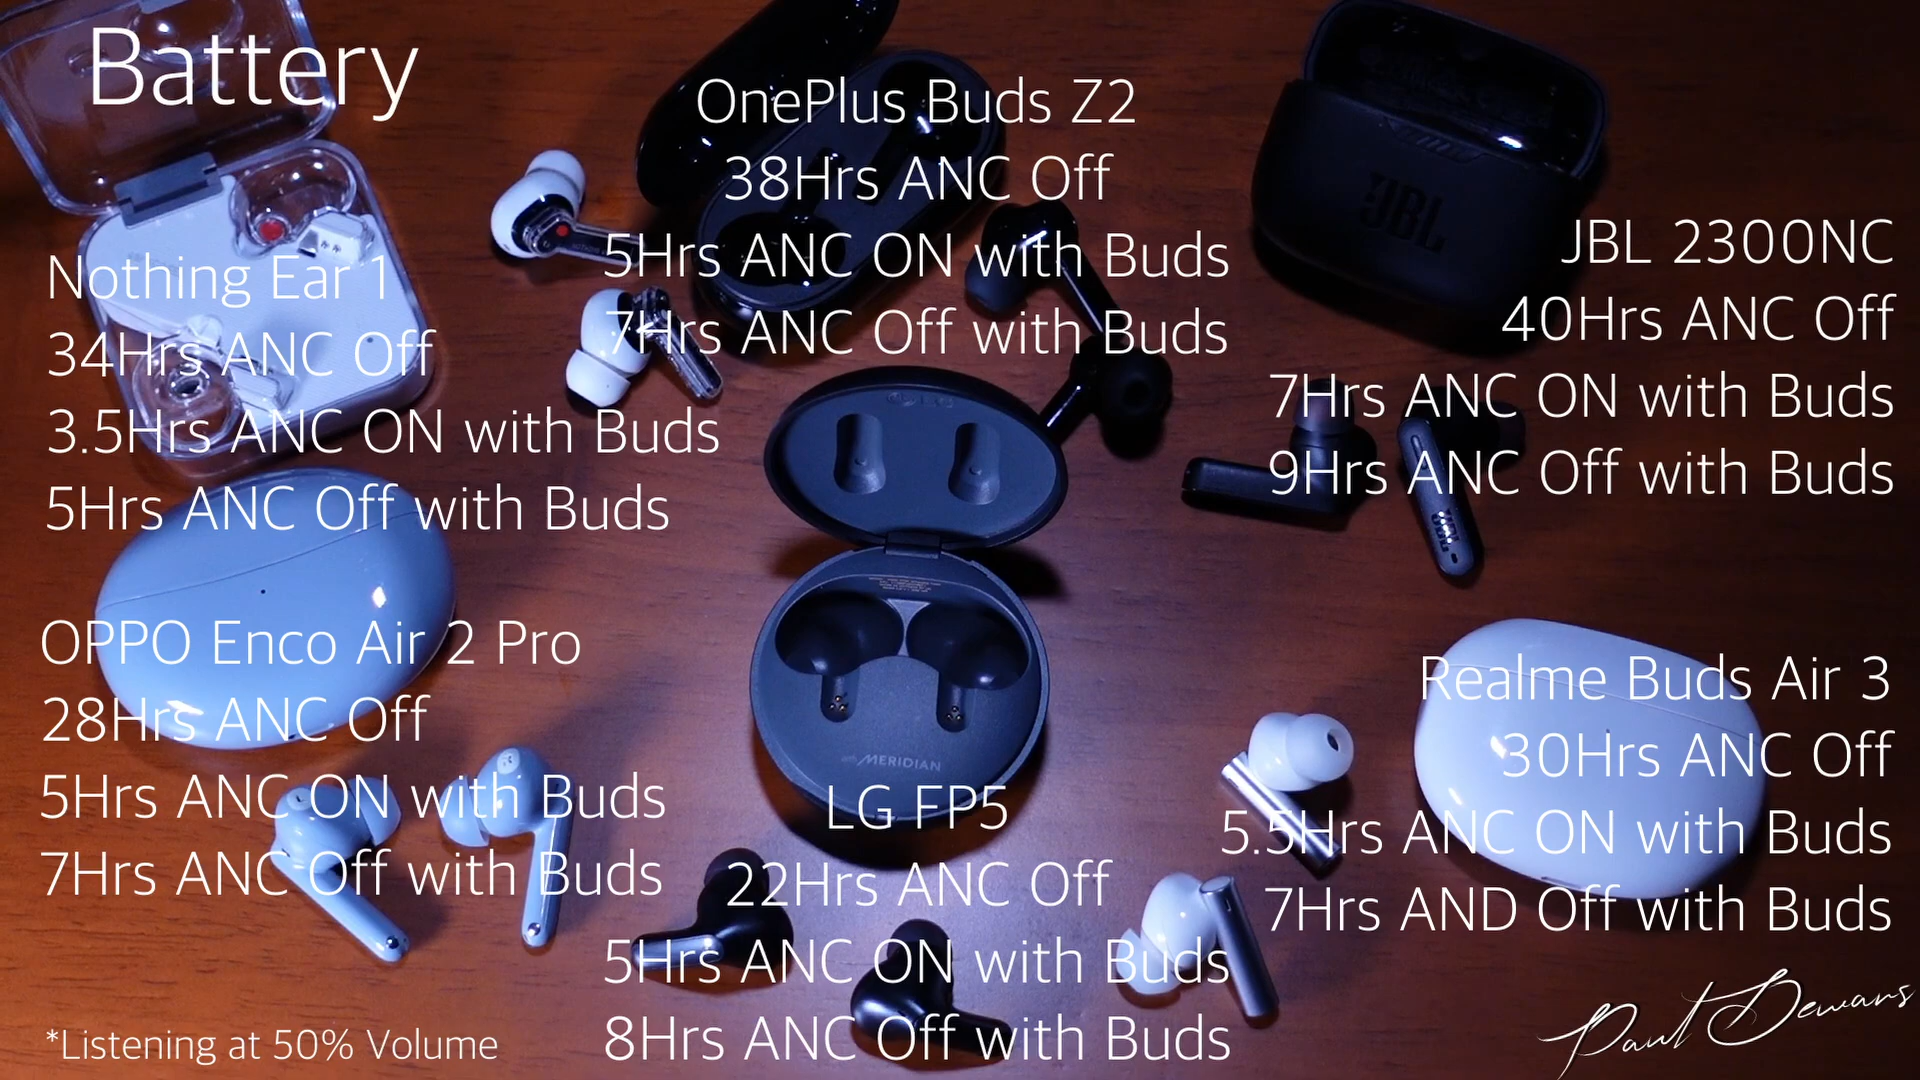 Battery
OnePlus Buds Z2
38Hrs ANC Off
5Hrs ANC ON with Buds
7Hrs ANC Off with Buds
JBL
JBL 2300NC
40Hrs ANC Off
7Hrs ANC ON with Buds
9Hrs ANC Off with Buds
JBL
Nothing Ear 1
34Hrs ANC Off
3.5Hrs ANC ON with Buds
5Hrs ANC Off with Buds
OPPO Enco Air 2 Pro
28Hrs ANC Off
5Hrs ANC ON with Buds
7Hrs ANC Off with Buds
MERIDIAN
LG FP5
22Hrs ANC Off
5Hrs ANC ON with Buds
8Hrs ANC Off with Buds
Realme Buds Air 3
30Hrs ANC Off
5.5Hrs ANC ON with Buds
7Hrs AND Off with Buds
*Listening at 50% Volume